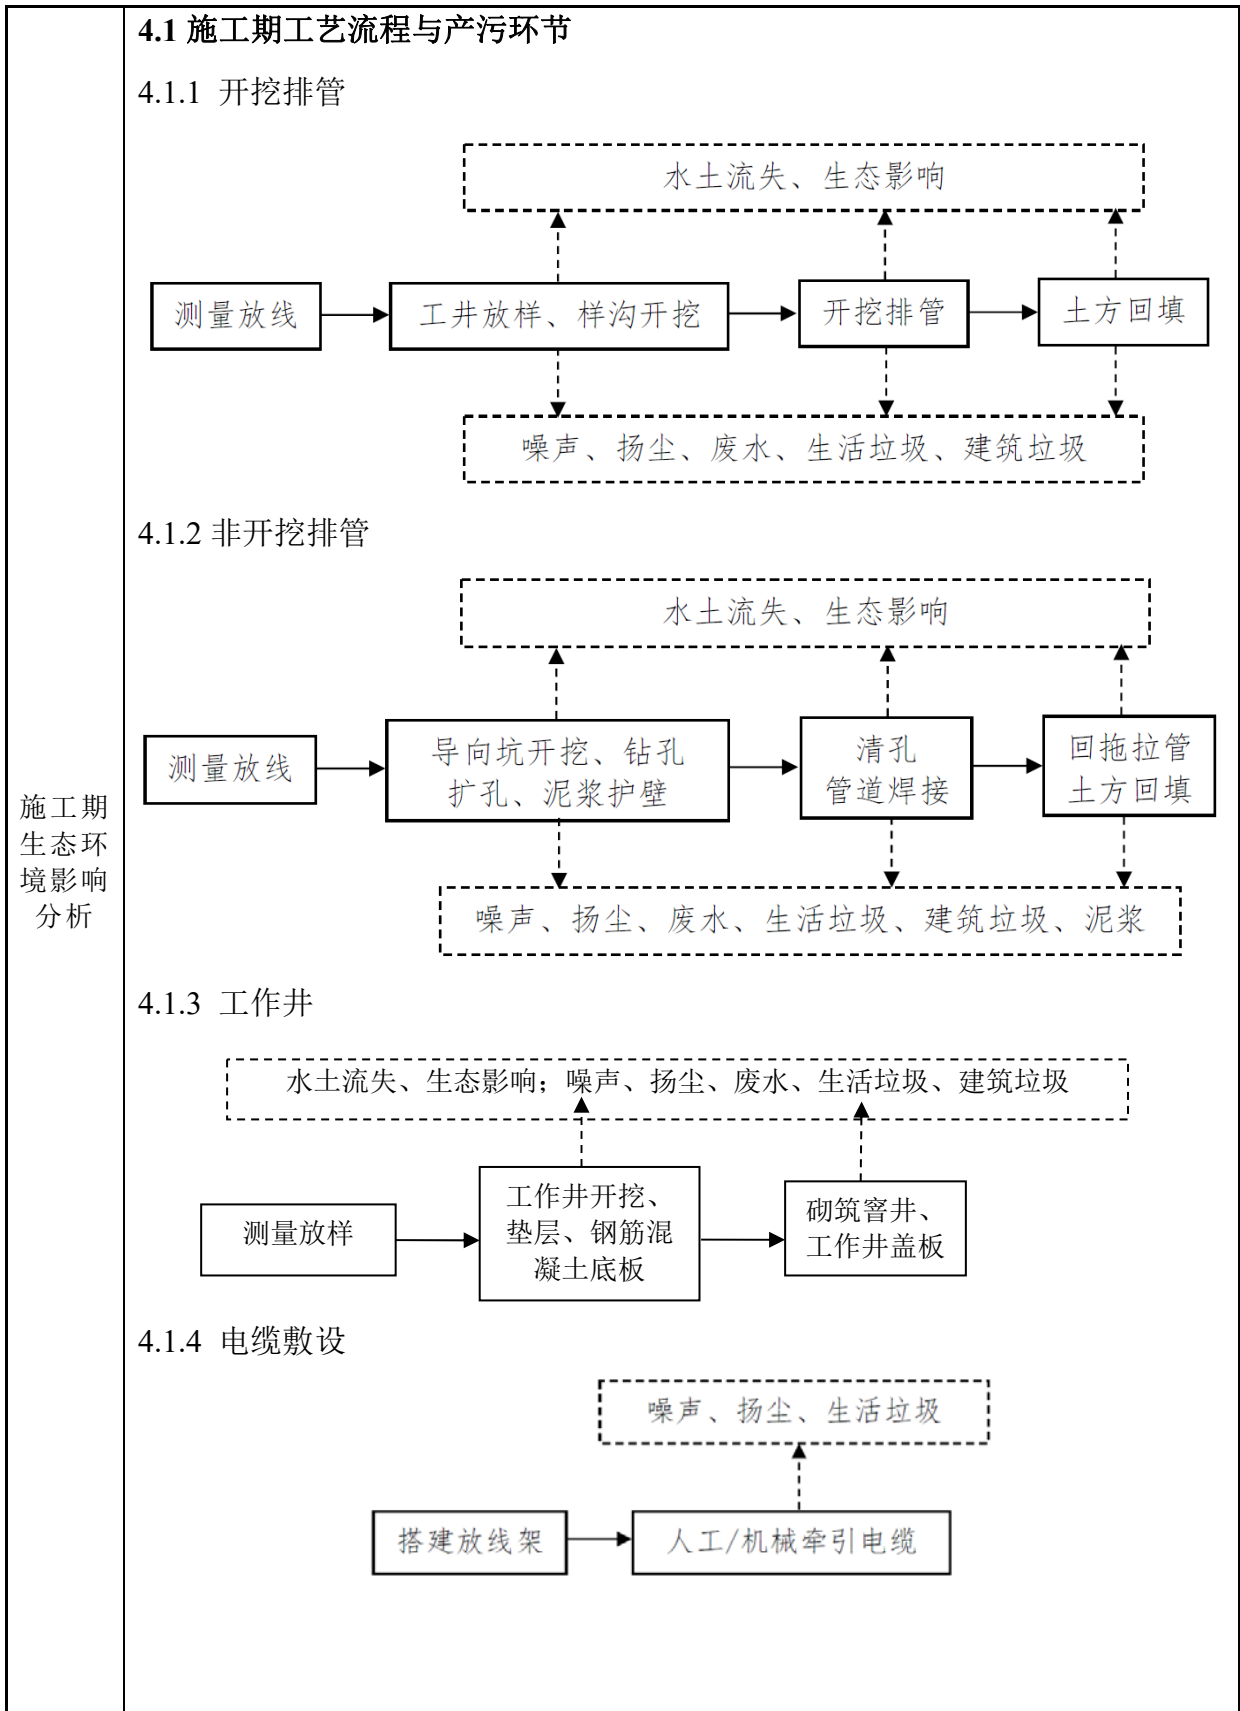 施工期
生态环
境影响
分析
4.1 施工期工艺流程与产污环节
4.1.1 开挖排管
水土流失、生态影响
测量放线
工井放样、样沟开挖
开挖排管
土方回填
噪声、扬尘、废水、生活垃圾、建筑垃圾
4.1.2 非开挖排管
水土流失、生态影响
测量放线
导向坑开挖、钻孔
扩孔、泥浆护壁
清孔
管道焊接
回拖拉管
土方回填
噪声、扬尘、废水、生活垃圾、建筑垃圾、泥浆
4.1.3 工作井
水土流失、生态影响；噪声、扬尘、废水、生活垃圾、建筑垃圾
测量放样
工作井开挖、
垫层、钢筋混
凝土底板
砌筑窨井、
工作井盖板
4.1.4 电缆敷设
噪声、扬尘、生活垃圾
搭建放线架
人工/机械牵引电缆